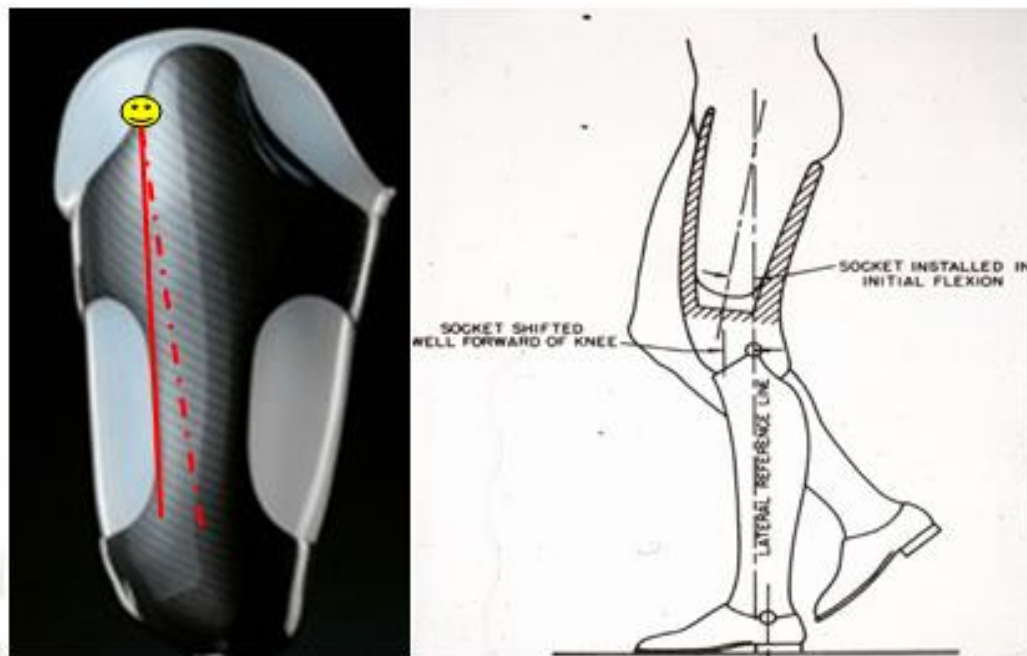 SOCKET INSTALLED IN
INITIAL FLEXION
SOCKET SHIFTED
WELL FORWARD OF KNEE
LATERAL REFERENCE LINE